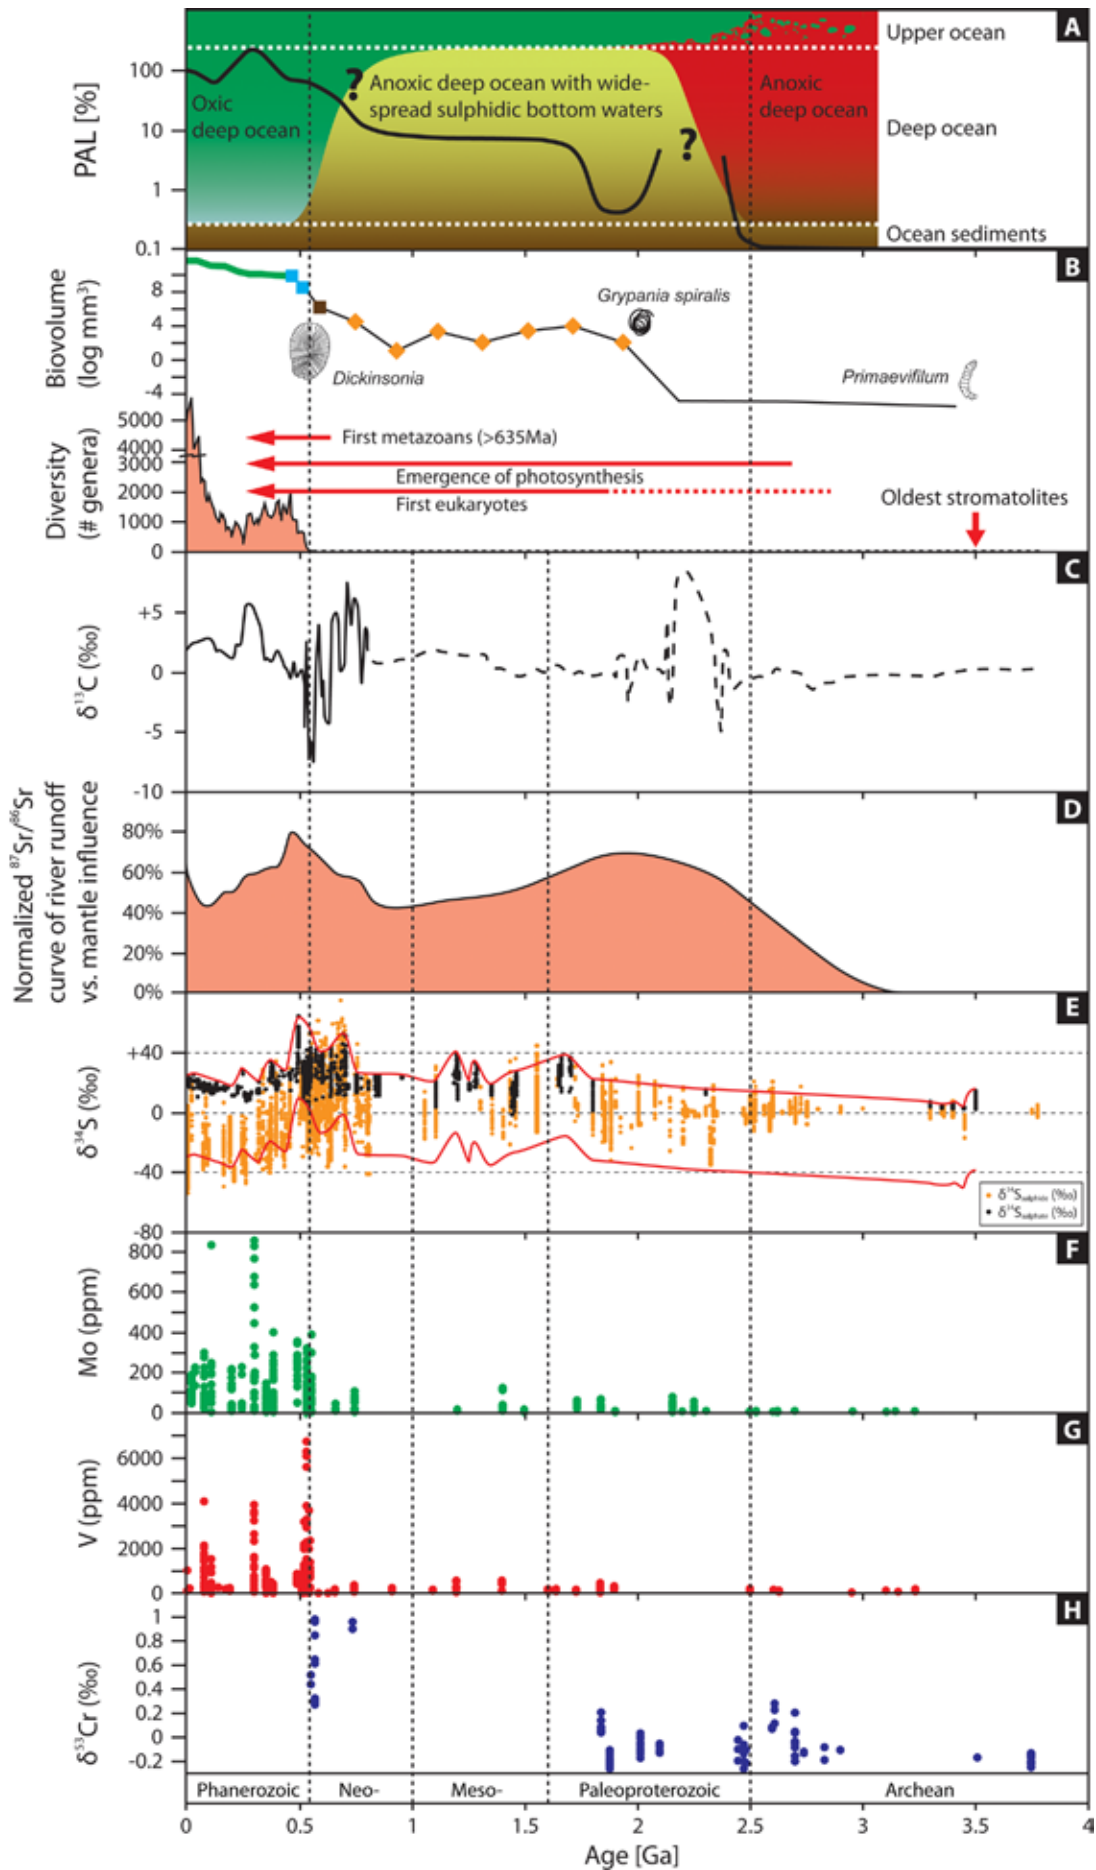 A
Upper ocean
100
10
1
0.1
PAL [%]
?
Anoxic deep ocean with wide-
spread sulphidic bottom waters
Oxic
deep ocean
?
Anoxic
deep ocean
Deep ocean
Ocean sediments
B
8
4
0
-4
Biovolume
(log mm³)
Grypania spiralis
Dickinsonia
Primaevifilum
5000
4000
3000
2000
1000
0
Diversity
(# genera)
First metazoans (>635Ma)
Emergence of photosynthesis
First eukaryotes
Oldest stromatolites
C
+5
0
-5
-10
δ¹³C (‰)
D
80%
60%
40%
20%
0%
Normalized ⁸⁷Sr/⁸⁶Sr
curve of river runoff
vs. mantle influence
E
+40
0
-40
-80
δ³⁴S (‰)
δ³⁴Ssulphide (‰)
δ³⁴Ssulphate (‰)
F
800
600
400
200
0
Mo (ppm)
G
6000
4000
2000
0
V (ppm)
H
1
0.8
0.6
0.4
0.2
0
-0.2
δ⁵³Cr (‰)
Phanerozoic Neo- Meso- Paleoproterozoic Archean
0 0.5 1 1.5 2 2.5 3 3.5 4
Age [Ga]